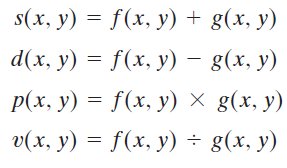 s(x, y) = f(x, y) + g(x, y)
d(x, y) = f(x, y) − g(x, y)
p(x, y) = f(x, y) × g(x, y)
v(x, y) = f(x, y) ÷ g(x, y)